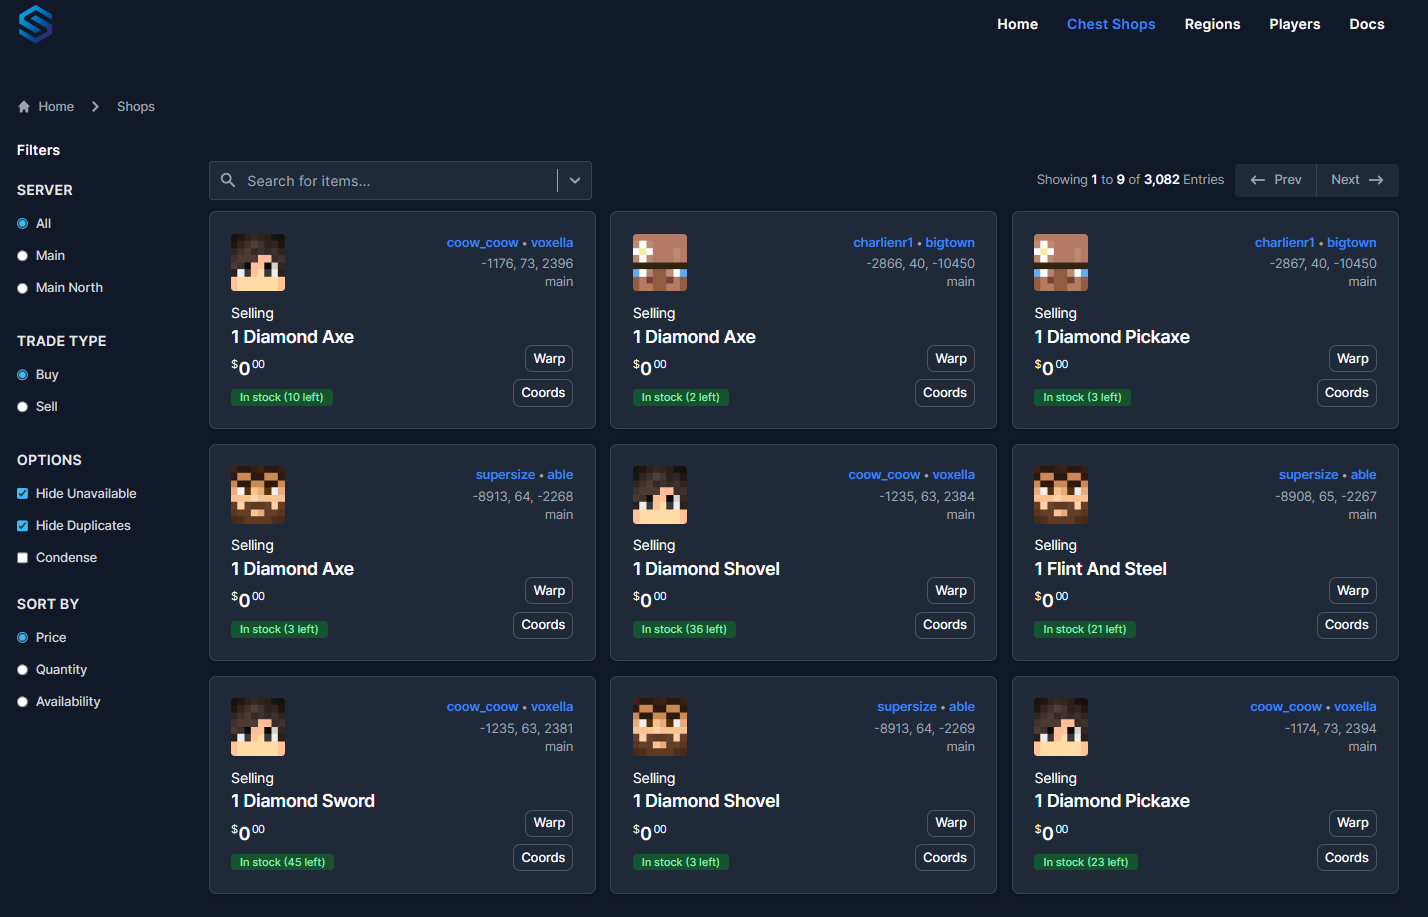 Home
Chest Shops
Regions
Players
Docs
Home
Shops
Filters
SERVER
All
Main
Main North
TRADE TYPE
Buy
Sell
OPTIONS
Hide Unavailable
Hide Duplicates
Condense
SORT BY
Price
Quantity
Availability
Search for items...
Showing 1 to 9 of 3,082 Entries
Prev
Next
coow_coow • voxella
-1176, 73, 2396
main
Selling
1 Diamond Axe
$0 00
In stock (10 left)
Warp
Coords
charlienr1 • bigtown
-2866, 40, -10450
main
Selling
1 Diamond Axe
$0 00
In stock (2 left)
Warp
Coords
charlienr1 • bigtown
-2867, 40, -10450
main
Selling
1 Diamond Pickaxe
$0 00
In stock (3 left)
Warp
Coords
supersize • able
-8913, 64, -2268
main
Selling
1 Diamond Axe
$0 00
In stock (3 left)
Warp
Coords
coow_coow • voxella
-1235, 63, 2384
main
Selling
1 Diamond Shovel
$0 00
In stock (36 left)
Warp
Coords
supersize • able
-8908, 65, -2267
main
Selling
1 Flint And Steel
$0 00
In stock (21 left)
Warp
Coords
coow_coow • voxella
-1235, 63, 2381
main
Selling
1 Diamond Sword
$0 00
In stock (45 left)
Warp
Coords
supersize • able
-8913, 64, -2269
main
Selling
1 Diamond Shovel
$0 00
In stock (3 left)
Warp
Coords
coow_coow • voxella
-1174, 73, 2394
main
Selling
1 Diamond Pickaxe
$0 00
In stock (23 left)
Warp
Coords